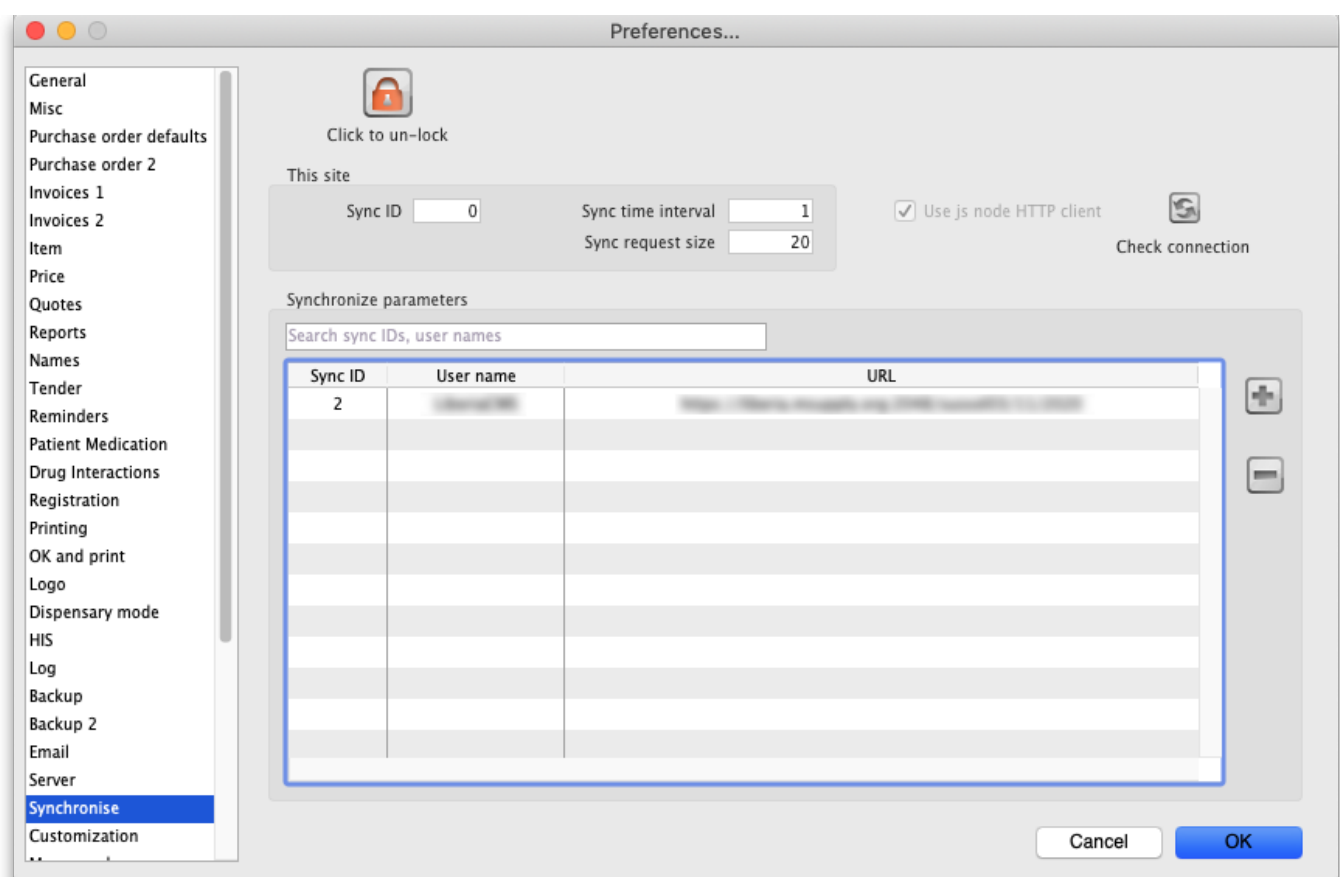 Preferences...
General
Misc
Purchase order defaults
Purchase order 2
Invoices 1
Invoices 2
Item
Price
Quotes
Reports
Names
Tender
Reminders
Patient Medication
Drug Interactions
Registration
Printing
OK and print
Logo
Dispensary mode
HIS
Log
Backup
Backup 2
Email
Server
Synchronise
Customization
Click to un-lock
This site
Sync ID 0 Sync time interval 1 Use js node HTTP client
Sync request size 20 Check connection
Synchronize parameters
Search sync IDs, user names
Sync ID User name URL
2
Cancel OK